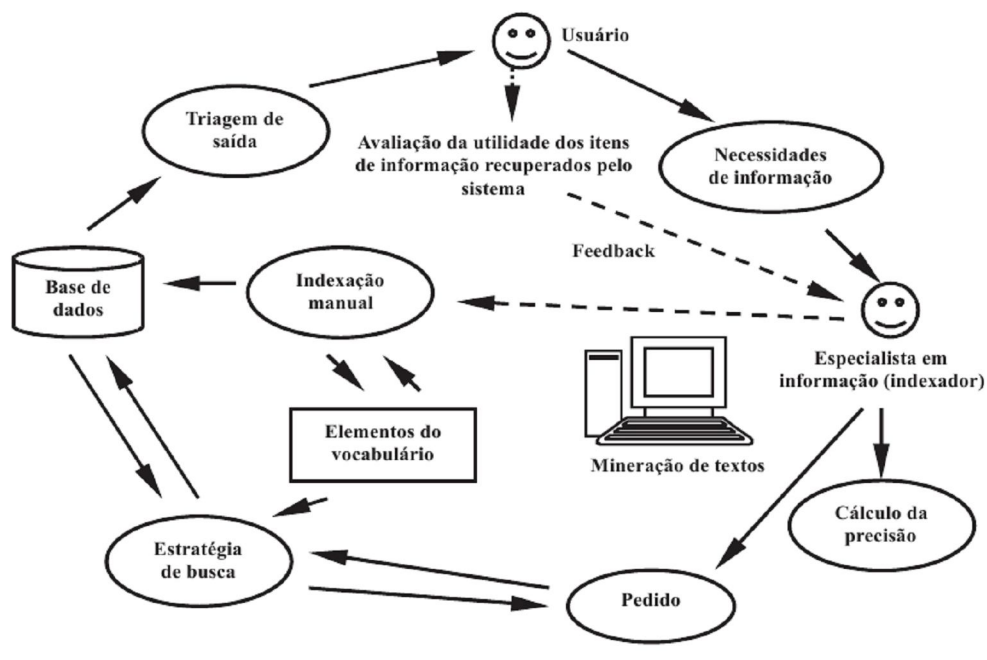 Usuário
Triagem de
saída
Avaliação da utilidade dos itens
de informação recuperados pelo
sistema
Necessidades
de informação
Feedback
Base de
dados
Indexação
manual
Especialista em
informação (indexador)
Elementos do
vocabulário
Mineração de textos
Cálculo da
precisão
Estratégia
de busca
Pedido